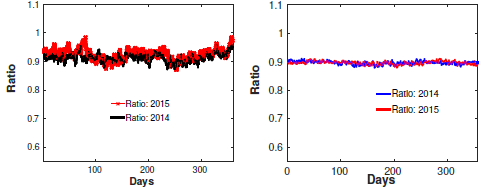 1.1
1
0.9
0.8
0.7
0.6
Ratio
Ratio: 2015
Ratio: 2014
100
200
300
Days
1.1
1
0.9
0.8
0.7
0.6
Ratio
Ratio: 2014
Ratio: 2015
0
100
200
300
Days